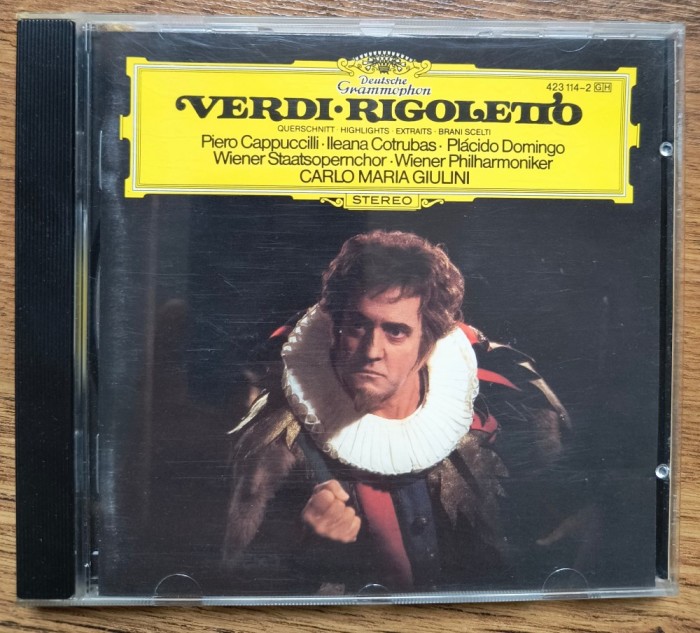 Deutsche
Grammophon
423 114-2 GH
VERDI · RIGOLETTO
QUERSCHNITT · HIGHLIGHTS · EXTRAITS · BRANI SCELTI
Piero Cappuccilli · Ileana Cotrubas · Plácido Domingo
Wiener Staatsopernchor · Wiener Philharmoniker
CARLO MARIA GIULINI
STEREO